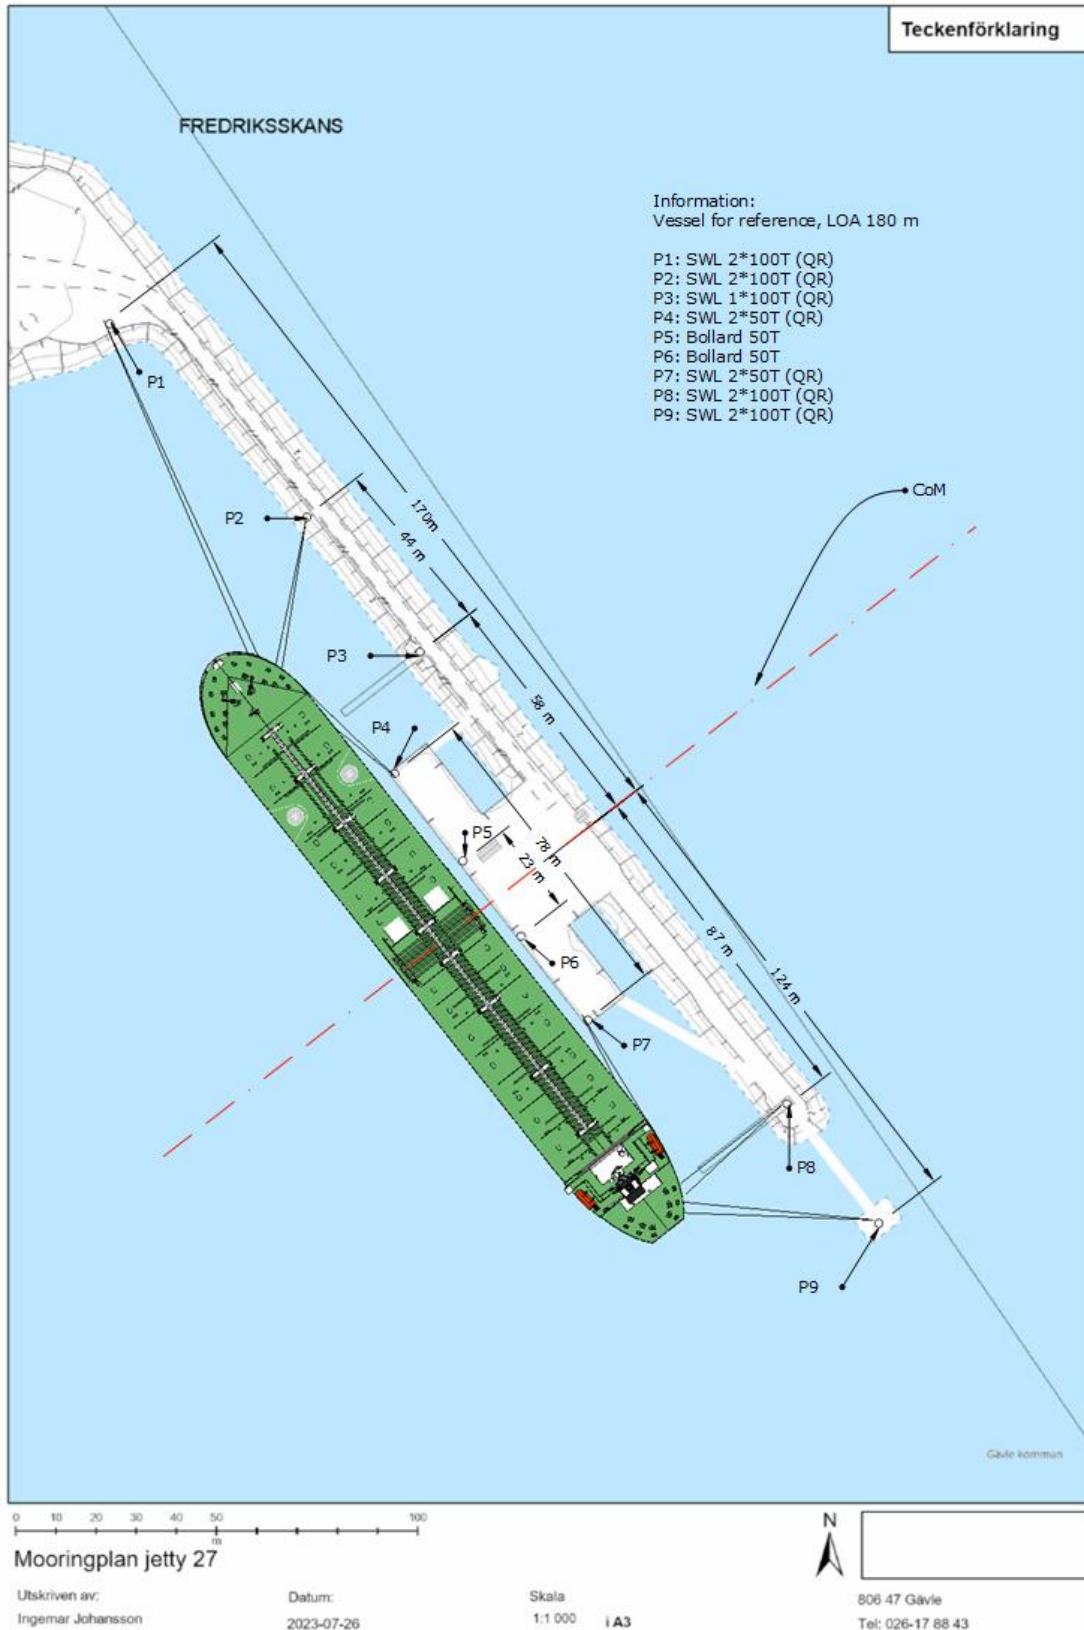 Teckenförklaring
FREDRIKSSKANS
Information:
Vessel for reference, LOA 180 m
P1: SWL 2*100T (QR)
P2: SWL 2*100T (QR)
P3: SWL 1*100T (QR)
P4: SWL 2*50T (QR)
P5: Bollard 50T
P6: Bollard 50T
P7: SWL 2*50T (QR)
P8: SWL 2*100T (QR)
P9: SWL 2*100T (QR)
P1
CoM
170m
P2
44 m
P3
58 m
P4
P5
78 m
23 m
87 m
P6
124 m
P7
P8
P9
Gävle kommun
0 10 20 30 40 50 100
m
Mooringplan jetty 27
N
Utskriven av:
Ingemar Johansson
Datum:
2023-07-26
Skala
1:1 000 i A3
806 47 Gävle
Tel: 026-17 88 43